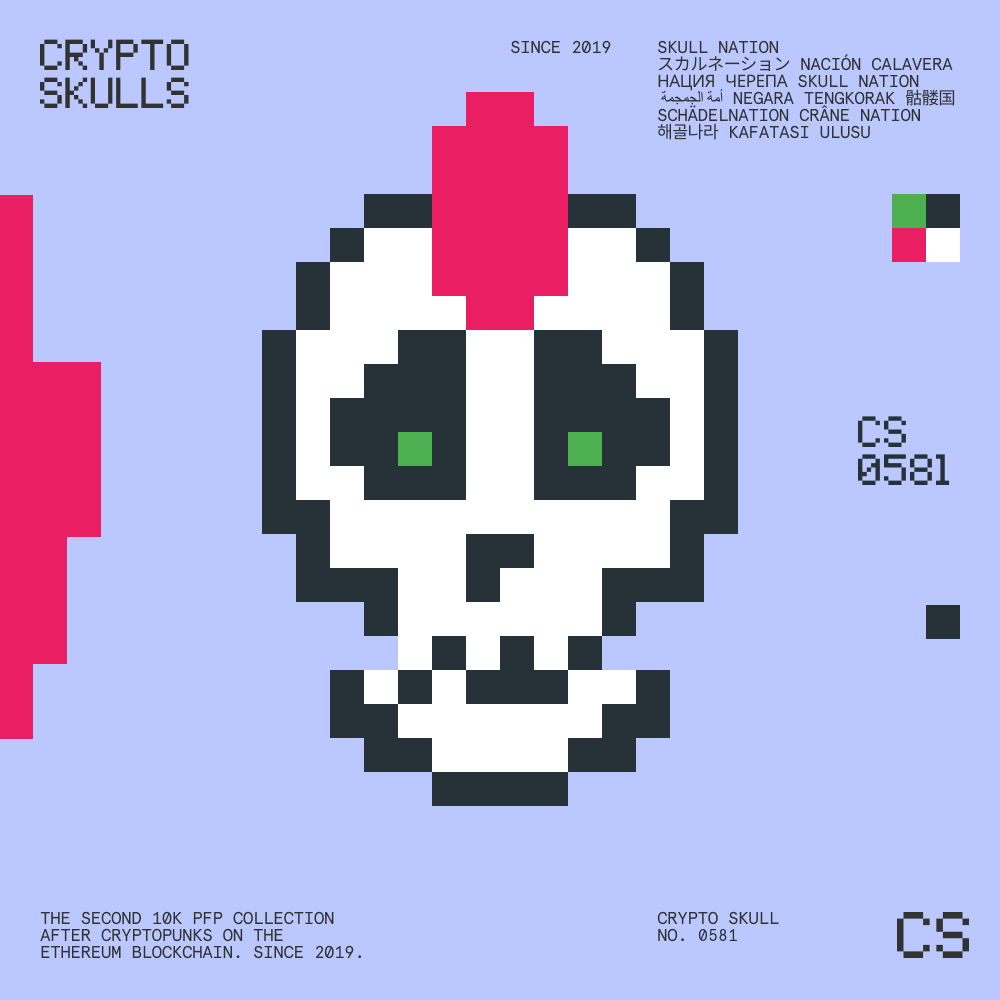 CRYPTO
SKULLS
SINCE 2019
SKULL NATION
スカルネーション NACIÓN CALAVERA
НАЦИЯ ЧЕРЕПА SKULL NATION
أمة الجمجمة NEGARA TENGKORAK 骷髅国
SCHÄDELNATION CRÂNE NATION
해골나라 KAFATASI ULUSU
CS
0581
THE SECOND 10K PFP COLLECTION
AFTER CRYPTOPUNKS ON THE
ETHEREUM BLOCKCHAIN. SINCE 2019.
CRYPTO SKULL
NO. 0581
CS